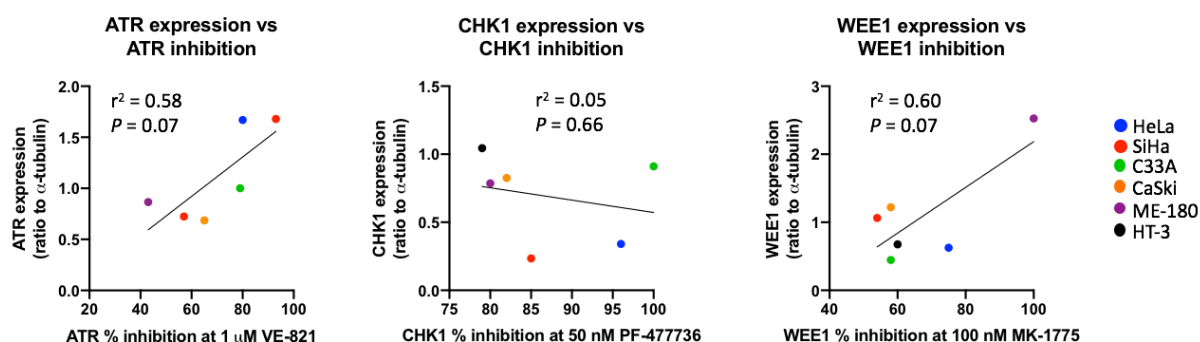 ATR expression vs
ATR inhibition
2.0
1.5
1.0
0.5
0.0
20
40
60
80
100
r² = 0.58
P = 0.07
ATR expression
(ratio to α-tubulin)
ATR % inhibition at 1 μM VE-821
CHK1 expression vs
CHK1 inhibition
1.5
1.0
0.5
0.0
75
80
85
90
95
100
r² = 0.05
P = 0.66
CHK1 expression
(ratio to α-tubulin)
CHK1 % inhibition at 50 nM PF-477736
WEE1 expression vs
WEE1 inhibition
3
2
1
0
40
60
80
100
r² = 0.60
P = 0.07
WEE1 expression
(ratio to α-tubulin)
WEE1 % inhibition at 100 nM MK-1775
HeLa
SiHa
C33A
CaSki
ME-180
HT-3